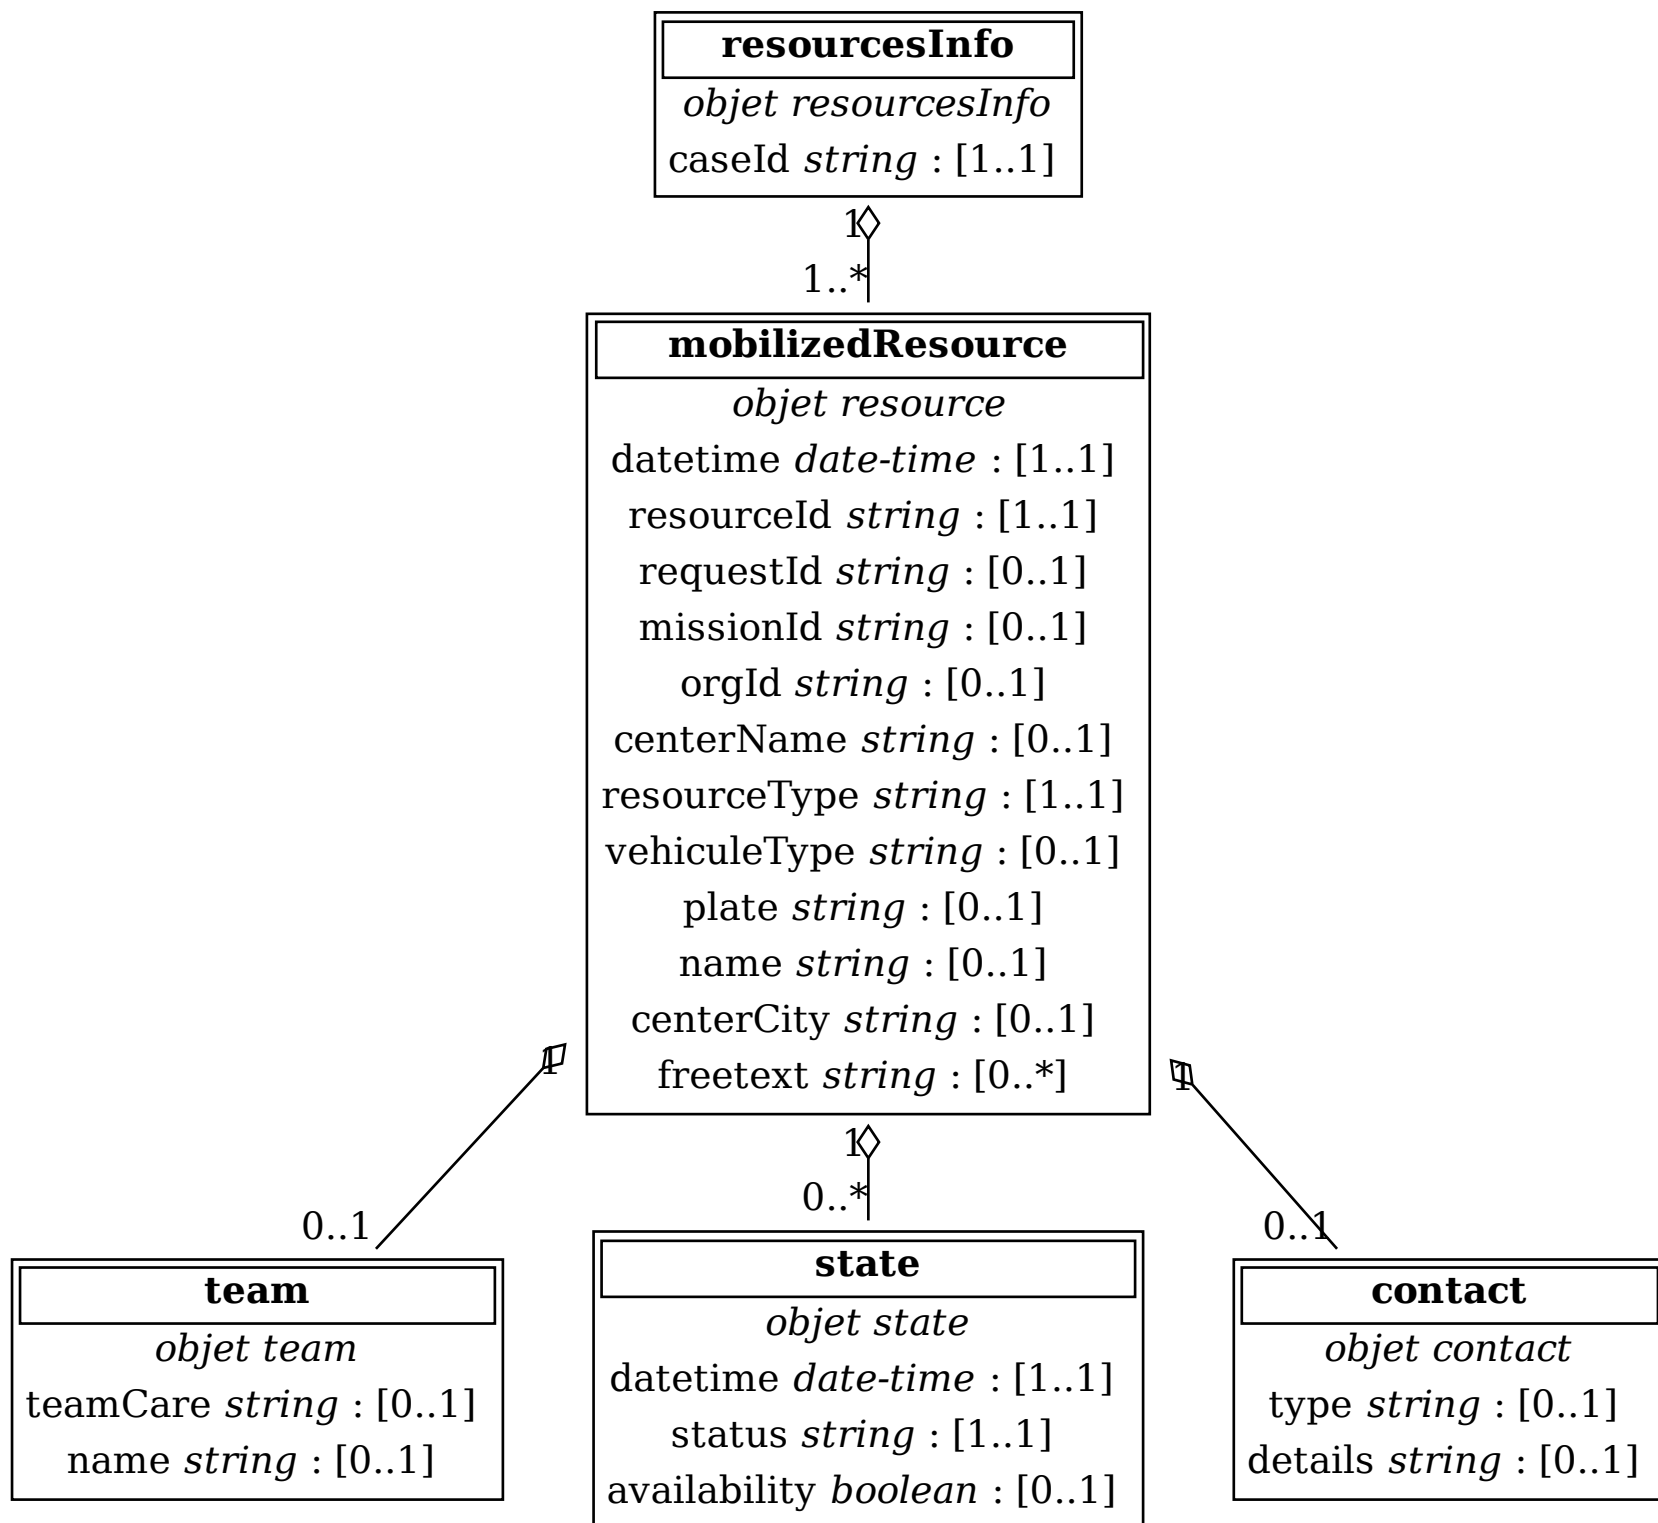 resourcesInfo
objet resourcesInfo
caseId string : [1..1]
1
1..*
mobilizedResource
objet resource
datetime date-time : [1..1]
resourceId string : [1..1]
requestId string : [0..1]
missionId string : [0..1]
orgId string : [0..1]
centerName string : [0..1]
resourceType string : [1..1]
vehiculeType string : [0..1]
plate string : [0..1]
name string : [0..1]
centerCity string : [0..1]
freetext string : [0..*]
1
0..1
1
0..*
1
0..1
team
objet team
teamCare string : [0..1]
name string : [0..1]
state
objet state
datetime date-time : [1..1]
status string : [1..1]
availability boolean : [0..1]
contact
objet contact
type string : [0..1]
details string : [0..1]